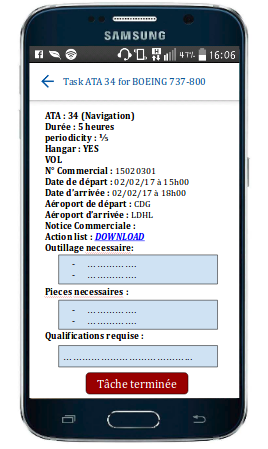 SAMSUNG
47% 16:06
Task ATA 34 for BOEING 737-800
ATA : 34 (Navigation)
Durée : 5 heures
periodicity : ⅕
Hangar : YES
VOL
N° Commercial : 15020301
Date de départ : 02/02/17 à 15h00
Date d'arrivée : 02/02/17 à 18h00
Aéroport de départ : CDG
Aéroport d'arrivée : LDHL
Notice Commerciale :
Action list : DOWNLOAD
Outillage necessaire:
- ................
- ................
Pieces necessaires :
- ................
- ................
Qualifications requise :
..........................................
Tâche terminée